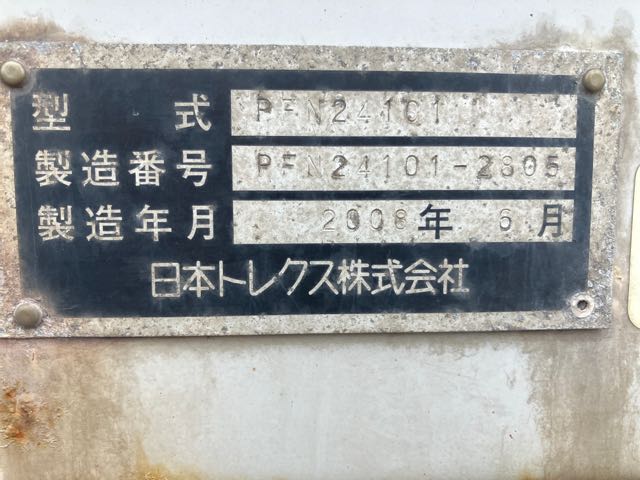 型式 PFN24101
製造番号 PFN24101-2805
製造年月 2008年 6月
日本トレクス株式会社